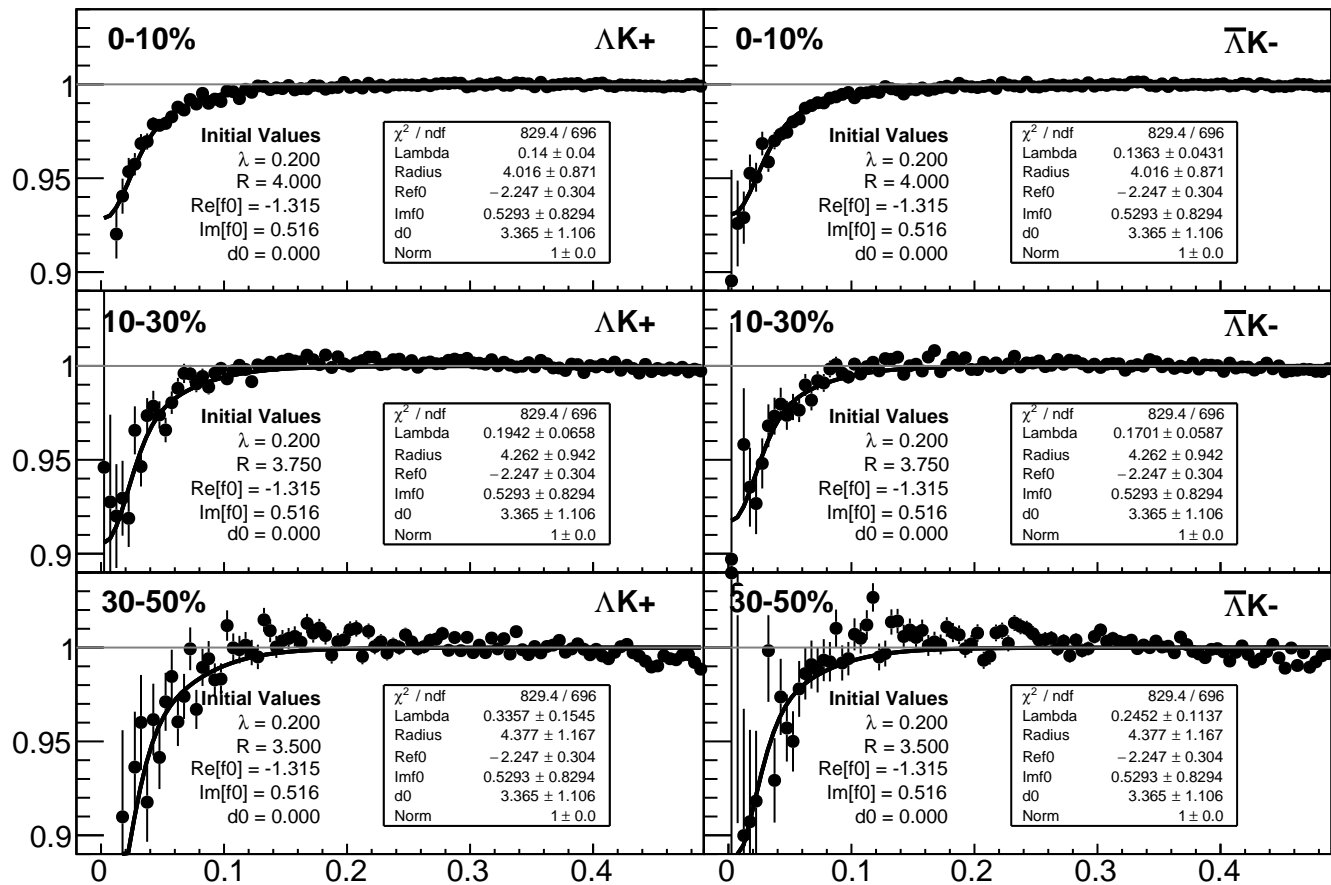 0-10%
ΛK+
1
0.95
0.9
Initial Values
λ = 0.200
R = 4.000
Re[f0] = -1.315
Im[f0] = 0.516
d0 = 0.000
χ² / ndf 829.4 / 696
Lambda 0.14 ± 0.04
Radius 4.016 ± 0.871
Ref0 −2.247 ± 0.304
Imf0 0.5293 ± 0.8294
d0 3.365 ± 1.106
Norm 1 ± 0.0
0-10%
Λ̅K-
Initial Values
λ = 0.200
R = 4.000
Re[f0] = -1.315
Im[f0] = 0.516
d0 = 0.000
χ² / ndf 829.4 / 696
Lambda 0.1363 ± 0.0431
Radius 4.016 ± 0.871
Ref0 −2.247 ± 0.304
Imf0 0.5293 ± 0.8294
d0 3.365 ± 1.106
Norm 1 ± 0.0
10-30%
ΛK+
1
0.95
0.9
Initial Values
λ = 0.200
R = 3.750
Re[f0] = -1.315
Im[f0] = 0.516
d0 = 0.000
χ² / ndf 829.4 / 696
Lambda 0.1942 ± 0.0658
Radius 4.262 ± 0.942
Ref0 −2.247 ± 0.304
Imf0 0.5293 ± 0.8294
d0 3.365 ± 1.106
Norm 1 ± 0.0
10-30%
Λ̅K-
Initial Values
λ = 0.200
R = 3.750
Re[f0] = -1.315
Im[f0] = 0.516
d0 = 0.000
χ² / ndf 829.4 / 696
Lambda 0.1701 ± 0.0587
Radius 4.262 ± 0.942
Ref0 −2.247 ± 0.304
Imf0 0.5293 ± 0.8294
d0 3.365 ± 1.106
Norm 1 ± 0.0
30-50%
ΛK+
1
0.95
0.9
Initial Values
λ = 0.200
R = 3.500
Re[f0] = -1.315
Im[f0] = 0.516
d0 = 0.000
χ² / ndf 829.4 / 696
Lambda 0.3357 ± 0.1545
Radius 4.377 ± 1.167
Ref0 −2.247 ± 0.304
Imf0 0.5293 ± 0.8294
d0 3.365 ± 1.106
Norm 1 ± 0.0
30-50%
Λ̅K-
Initial Values
λ = 0.200
R = 3.500
Re[f0] = -1.315
Im[f0] = 0.516
d0 = 0.000
χ² / ndf 829.4 / 696
Lambda 0.2452 ± 0.1137
Radius 4.377 ± 1.167
Ref0 −2.247 ± 0.304
Imf0 0.5293 ± 0.8294
d0 3.365 ± 1.106
Norm 1 ± 0.0
0 0.1 0.2 0.3 0.4 0 0.1 0.2 0.3 0.4